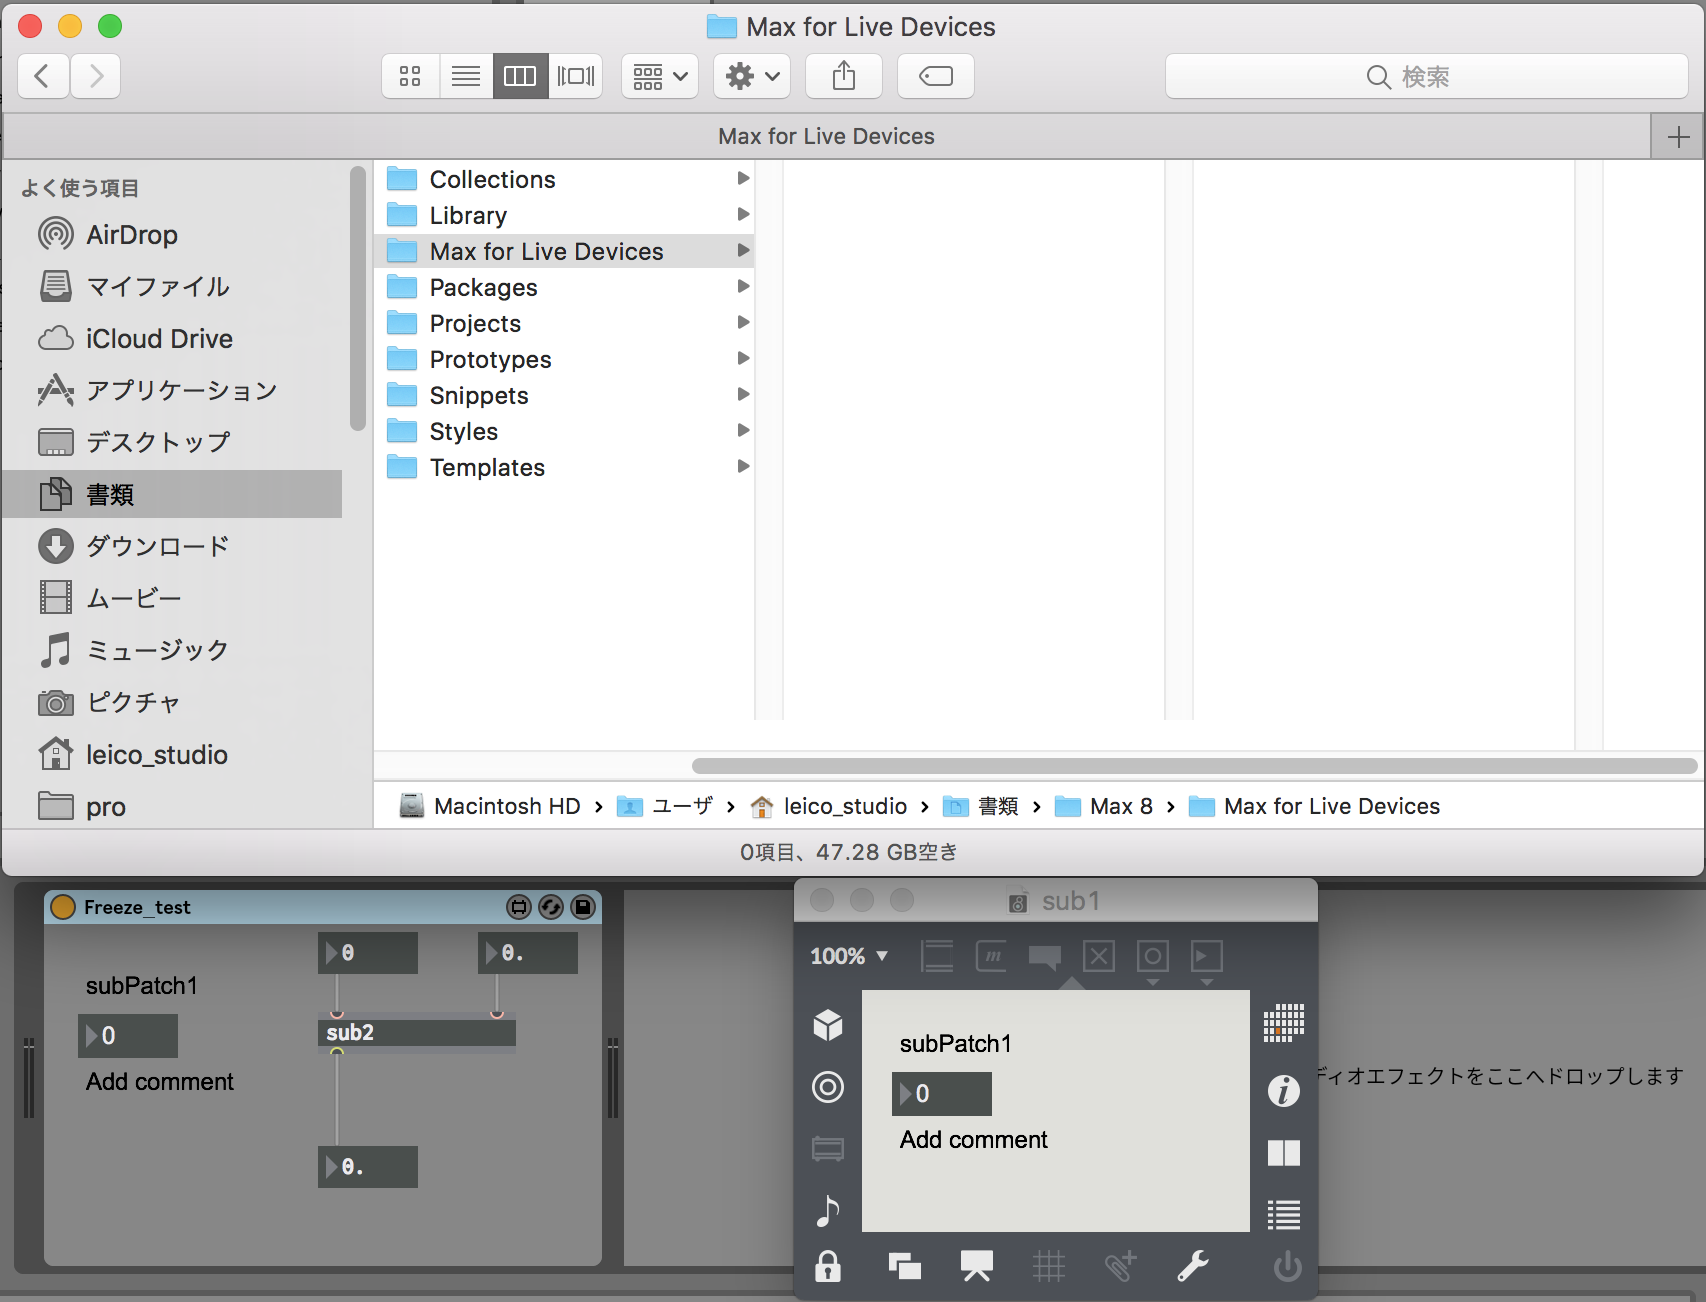 Max for Live Devices
検索
Max for Live Devices
よく使う項目
AirDrop
マイファイル
iCloud Drive
アプリケーション
デスクトップ
書類
ダウンロード
ムービー
ミュージック
ピクチャ
leico_studio
pro
Collections
Library
Max for Live Devices
Packages
Projects
Prototypes
Snippets
Styles
Templates
Macintosh HD › ユーザ › leico_studio › 書類 › Max 8 › Max for Live Devices
0項目、47.28 GB空き
Freeze_test
subPatch1
0
Add comment
0
0.
sub2
0.
sub1
100%
m
subPatch1
0
Add comment
ディオエフェクトをここへドロップします